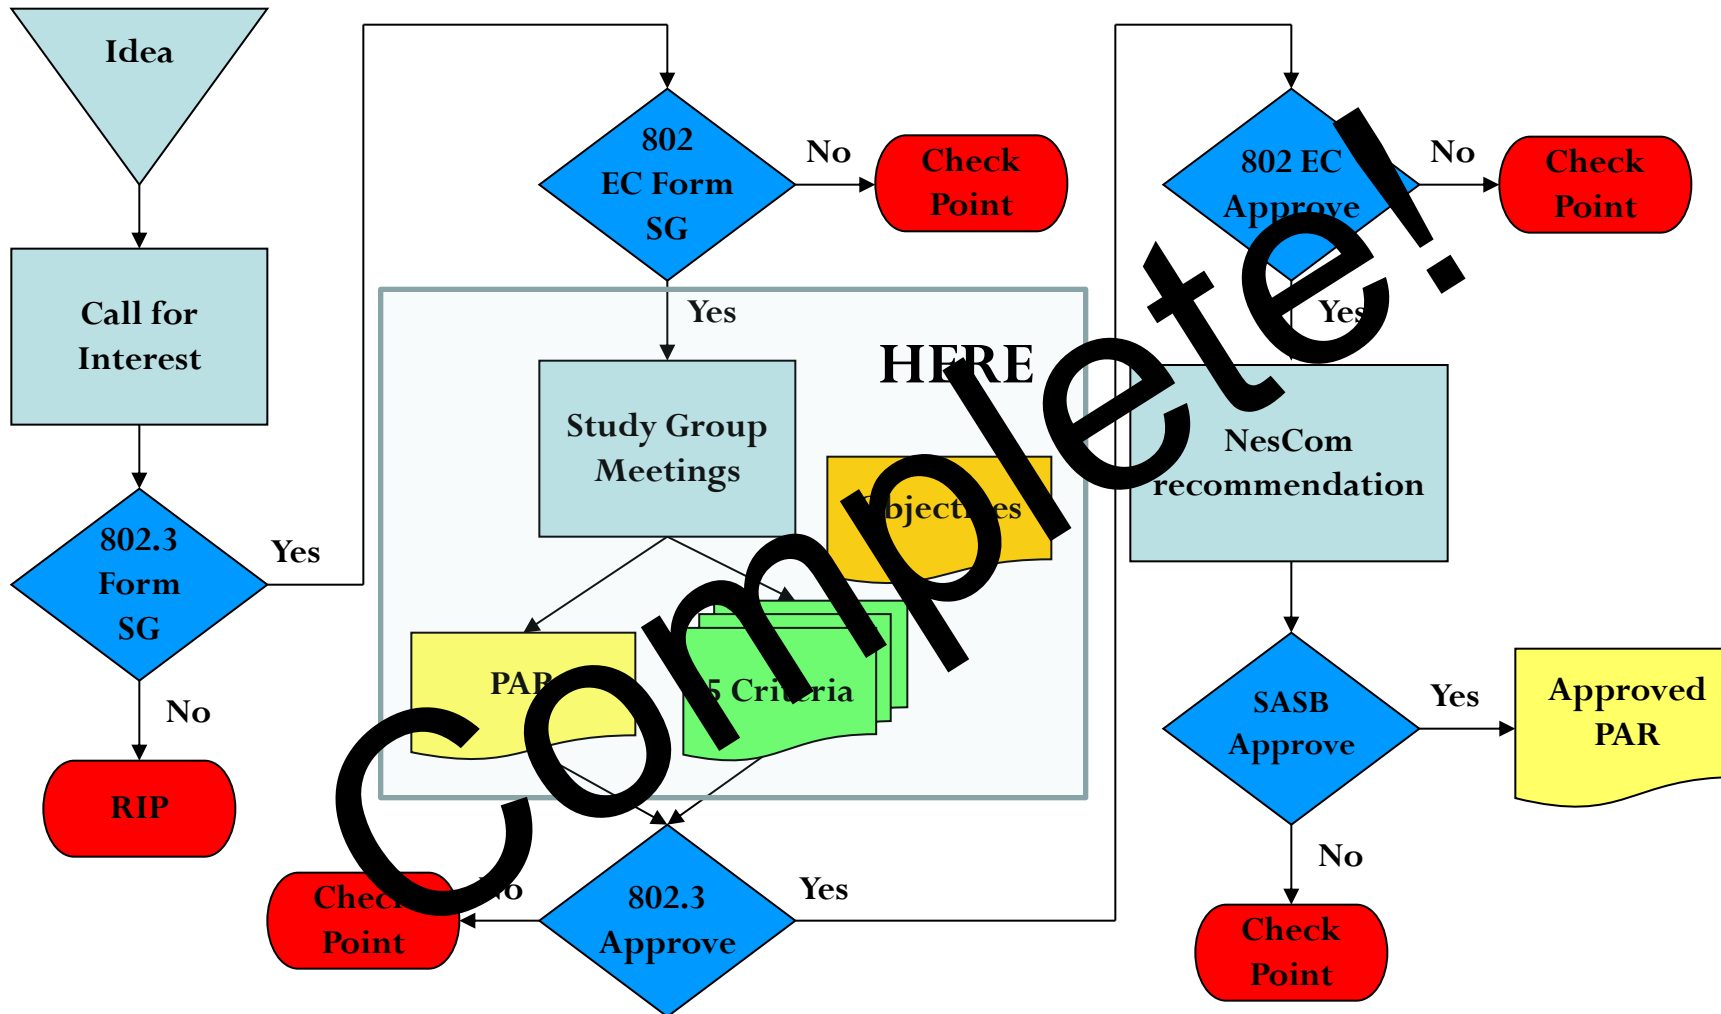 Idea
Call for
Interest
802.3
Form
SG
Yes
No
RIP
802
EC Form
SG
No
Check
Point
Yes
HERE
Study Group
Meetings
Objectives
PAR
5 Criteria
802.3
Approve
No
Check
Point
Yes
802 EC
Approve
No
Check
Point
Yes
NesCom
recommendation
SASB
Approve
Yes
Approved
PAR
No
Check
Point
Complete!